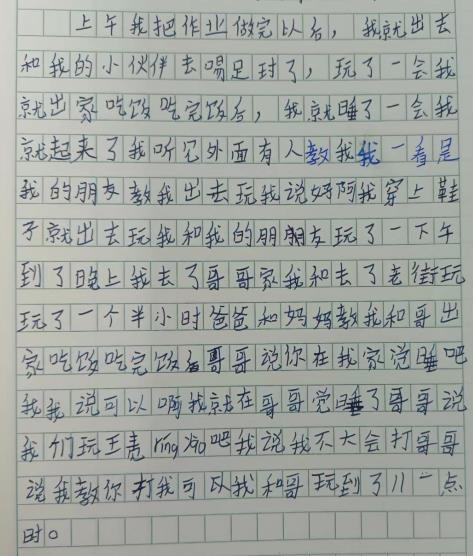 上午我把作业做完以后，我就出去
和我的小伙伴去踢足球了，玩了一会我
就出家吃饭吃完饭后，我就睡了一会我
就起来了我听见外面有人教我我一看是
我的朋友教我出去玩我说好阿我穿上鞋
子就出去玩我和我的朋朋友玩了一下午
到了晚上我去了哥哥家我和去了老街玩
玩了一个半小时爸爸和妈妈教我和哥出
家吃饭吃完饭后哥哥说你在我家说睡吧
我我说可以啊我就在哥哥觉睡了哥哥说
我们玩王者rong yao吧我说我不大会打哥哥
说我教你打我可以我和哥玩到了11一点
时。